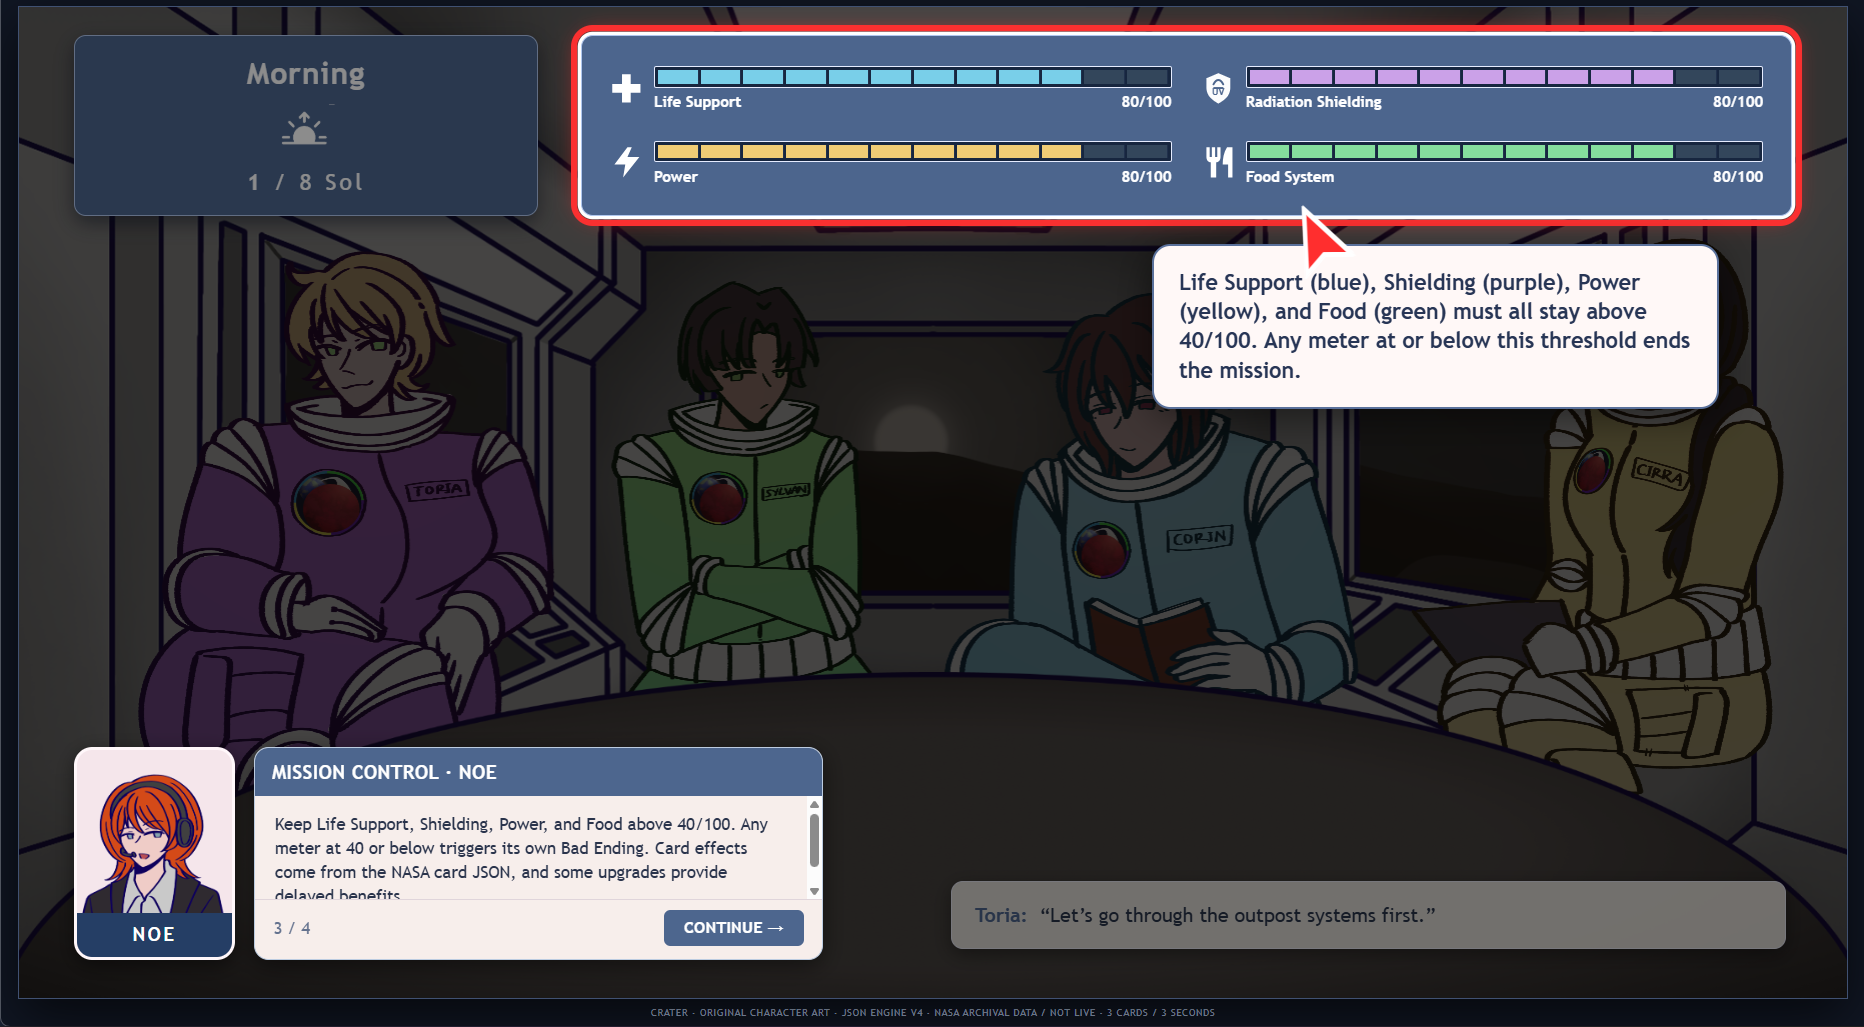 Morning
1 / 8 Sol
Life Support 80/100
Radiation Shielding 80/100
UV
Power 80/100
Food System 80/100
Life Support (blue), Shielding (purple), Power
(yellow), and Food (green) must all stay above
40/100. Any meter at or below this threshold ends
the mission.
TORIA
SYLVAN
CORIN
CIRRA
MISSION CONTROL · NOE
Keep Life Support, Shielding, Power, and Food above 40/100. Any
meter at 40 or below triggers its own Bad Ending. Card effects
come from the NASA card JSON, and some upgrades provide
delayed benefits
3 / 4
CONTINUE →
NOE
Toria: “Let’s go through the outpost systems first.”
CRATER · ORIGINAL CHARACTER ART · JSON ENGINE V4 · NASA ARCHIVAL DATA / NOT LIVE · 3 CARDS / 3 SECONDS